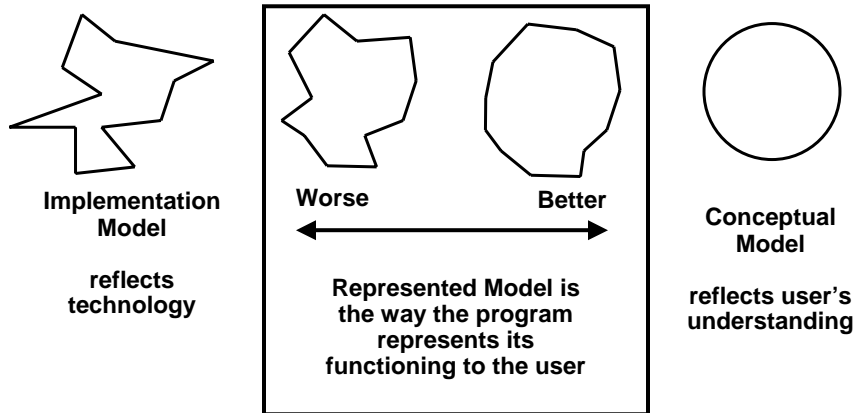 Implementation
Model
reflects
technology
Worse
Better
Represented Model is
the way the program
represents its
functioning to the user
Conceptual
Model
reflects user’s
understanding